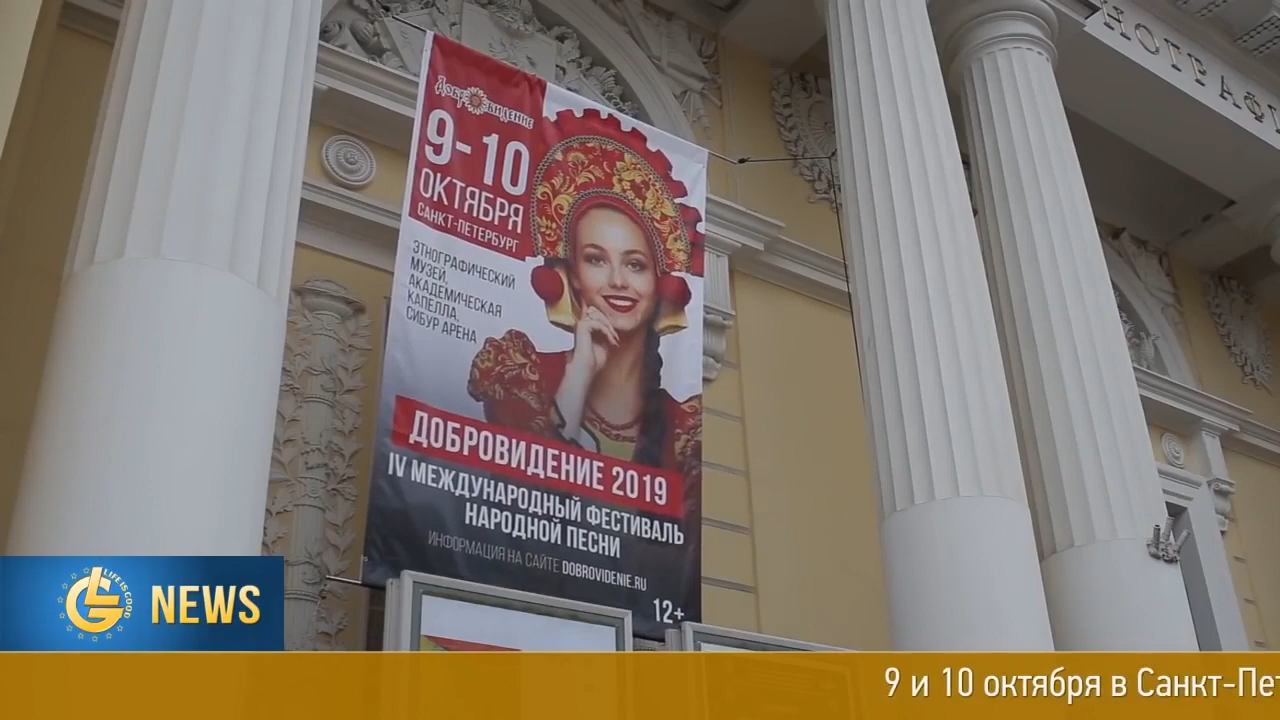 НОГРАФИ
ДОБРОВИДЕНИЕ
9-10
ОКТЯБРЯ
САНКТ-ПЕТЕРБУРГ
ЭТНОГРАФИЧЕСКИЙ
МУЗЕЙ,
АКАДЕМИЧЕСКАЯ
КАПЕЛЛА,
СИБУР АРЕНА
ДОБРОВИДЕНИЕ 2019
IV МЕЖДУНАРОДНЫЙ ФЕСТИВАЛЬ
НАРОДНОЙ ПЕСНИ
ИНФОРМАЦИЯ НА САЙТЕ DOBROVIDENIE.RU
12+
LIFE IS GOOD
NEWS
9 и 10 октября в Санкт-Пет